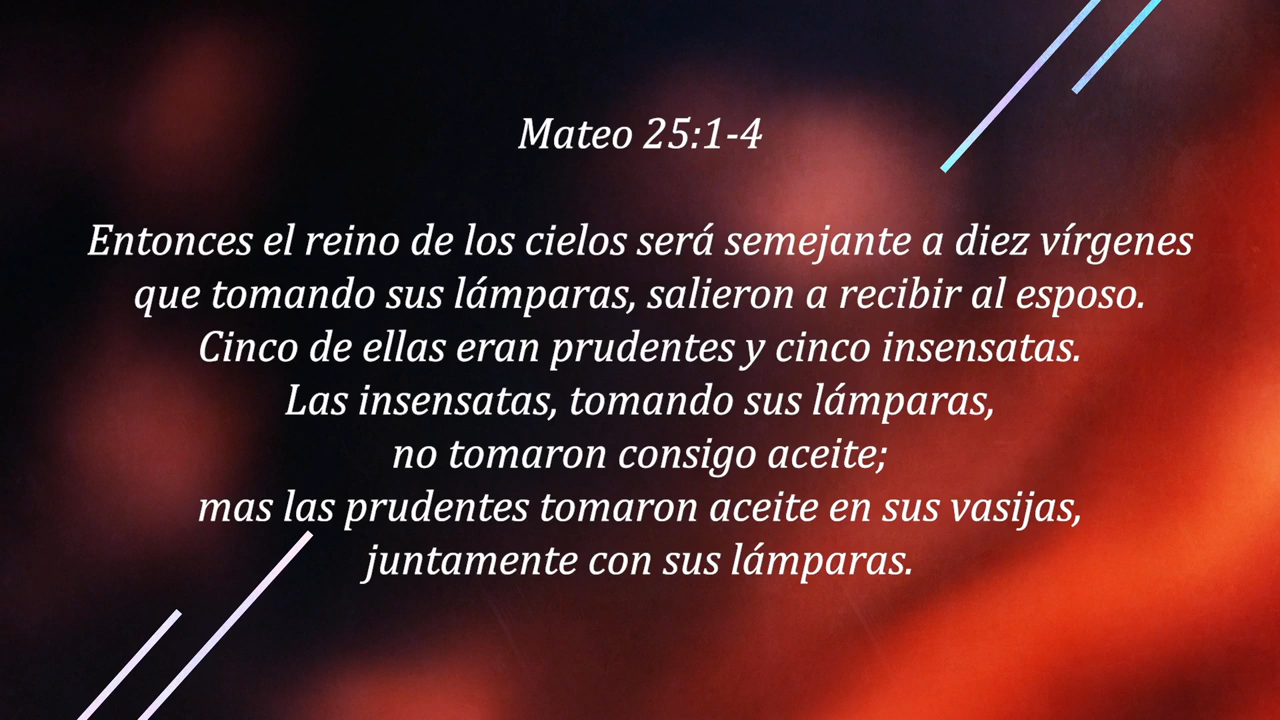 Mateo 25:1-4
Entonces el reino de los cielos será semejante a diez vírgenes
que tomando sus lámparas, salieron a recibir al esposo.
Cinco de ellas eran prudentes y cinco insensatas.
Las insensatas, tomando sus lámparas,
no tomaron consigo aceite;
mas las prudentes tomaron aceite en sus vasijas,
juntamente con sus lámparas.